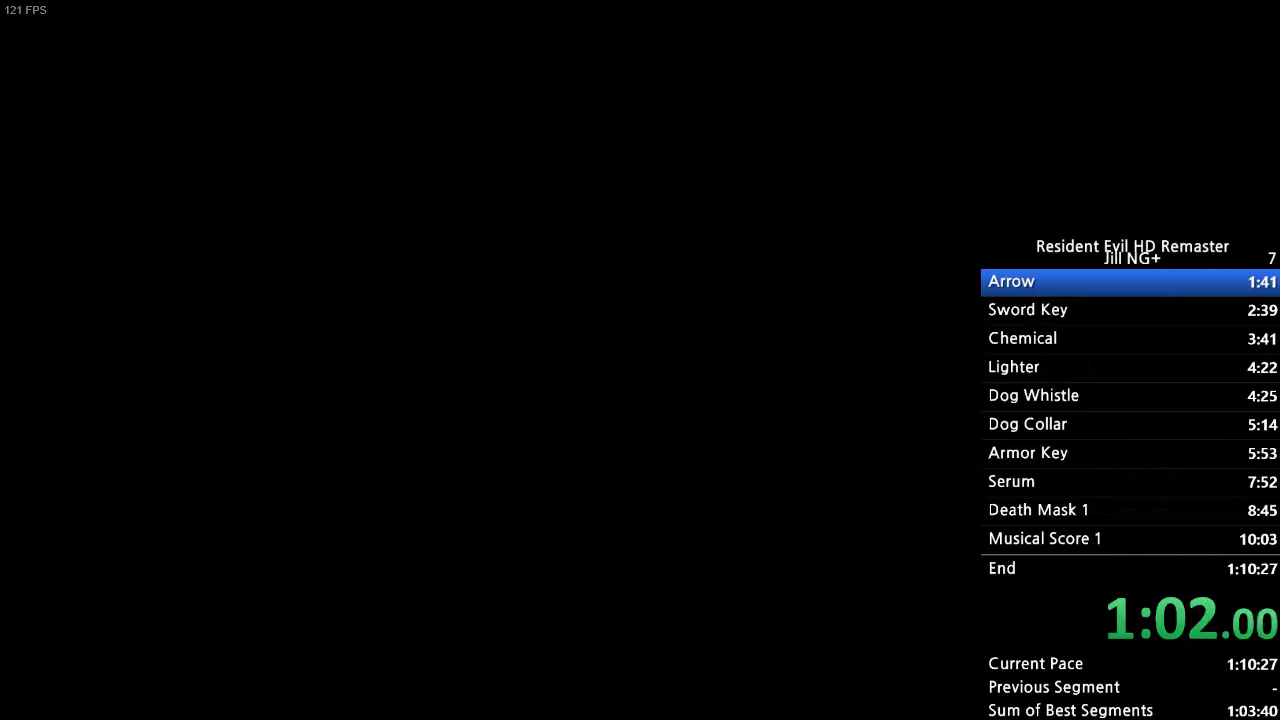 121 FPS
Resident Evil HD Remaster
Jill NG+ 7
Arrow 1:41
Sword Key 2:39
Chemical 3:41
Lighter 4:22
Dog Whistle 4:25
Dog Collar 5:14
Armor Key 5:53
Serum 7:52
Death Mask 1 8:45
Musical Score 1 10:03
End 1:10:27
1:02.00
Current Pace 1:10:27
Previous Segment -
Sum of Best Segments 1:03:40